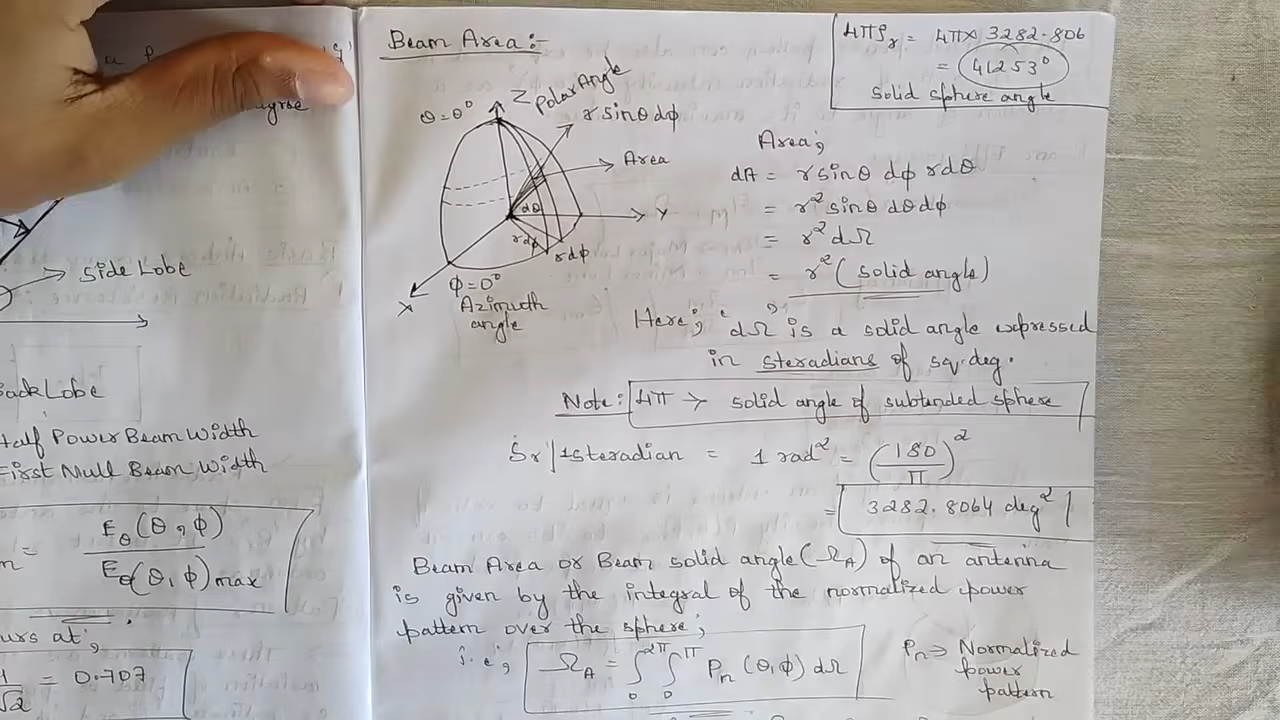 Side Lobe
Back Lobe
Half Power Beam Width
First Null Beam Width
= Eθ(θ,φ) / Eθ(θ,φ)max
occurs at;
1/√2 = 0.707
Beam Area:-
4πSr = 4π× 3282.806
= 41253°
Solid sphere angle
θ=0°
Z
Polar Angle
r sinθ dφ
Area
dθ
Y
rdφ
rdφ
φ=0°
X
Azimuth
angle
Area;
dA = r sinθ dφ r dθ
= r² sinθ dθ dφ
= r² dΩ
= r² (solid angle)
Here; 'dΩ' is a solid angle expressed
in steradians of sq.deg.
Note: 4π → solid angle of subtended sphere
Sr/1steradian = 1 rad² = (180/π)²
= 3282.8064 deg²
Beam Area or Beam solid angle (ΩA) of an antenna
is given by the integral of the normalized power
pattern over the sphere;
i.e; ΩA = ∫₀^2π ∫₀^π Pn (θ,φ) dΩ
Pn ⇒ Normalized
power
pattern